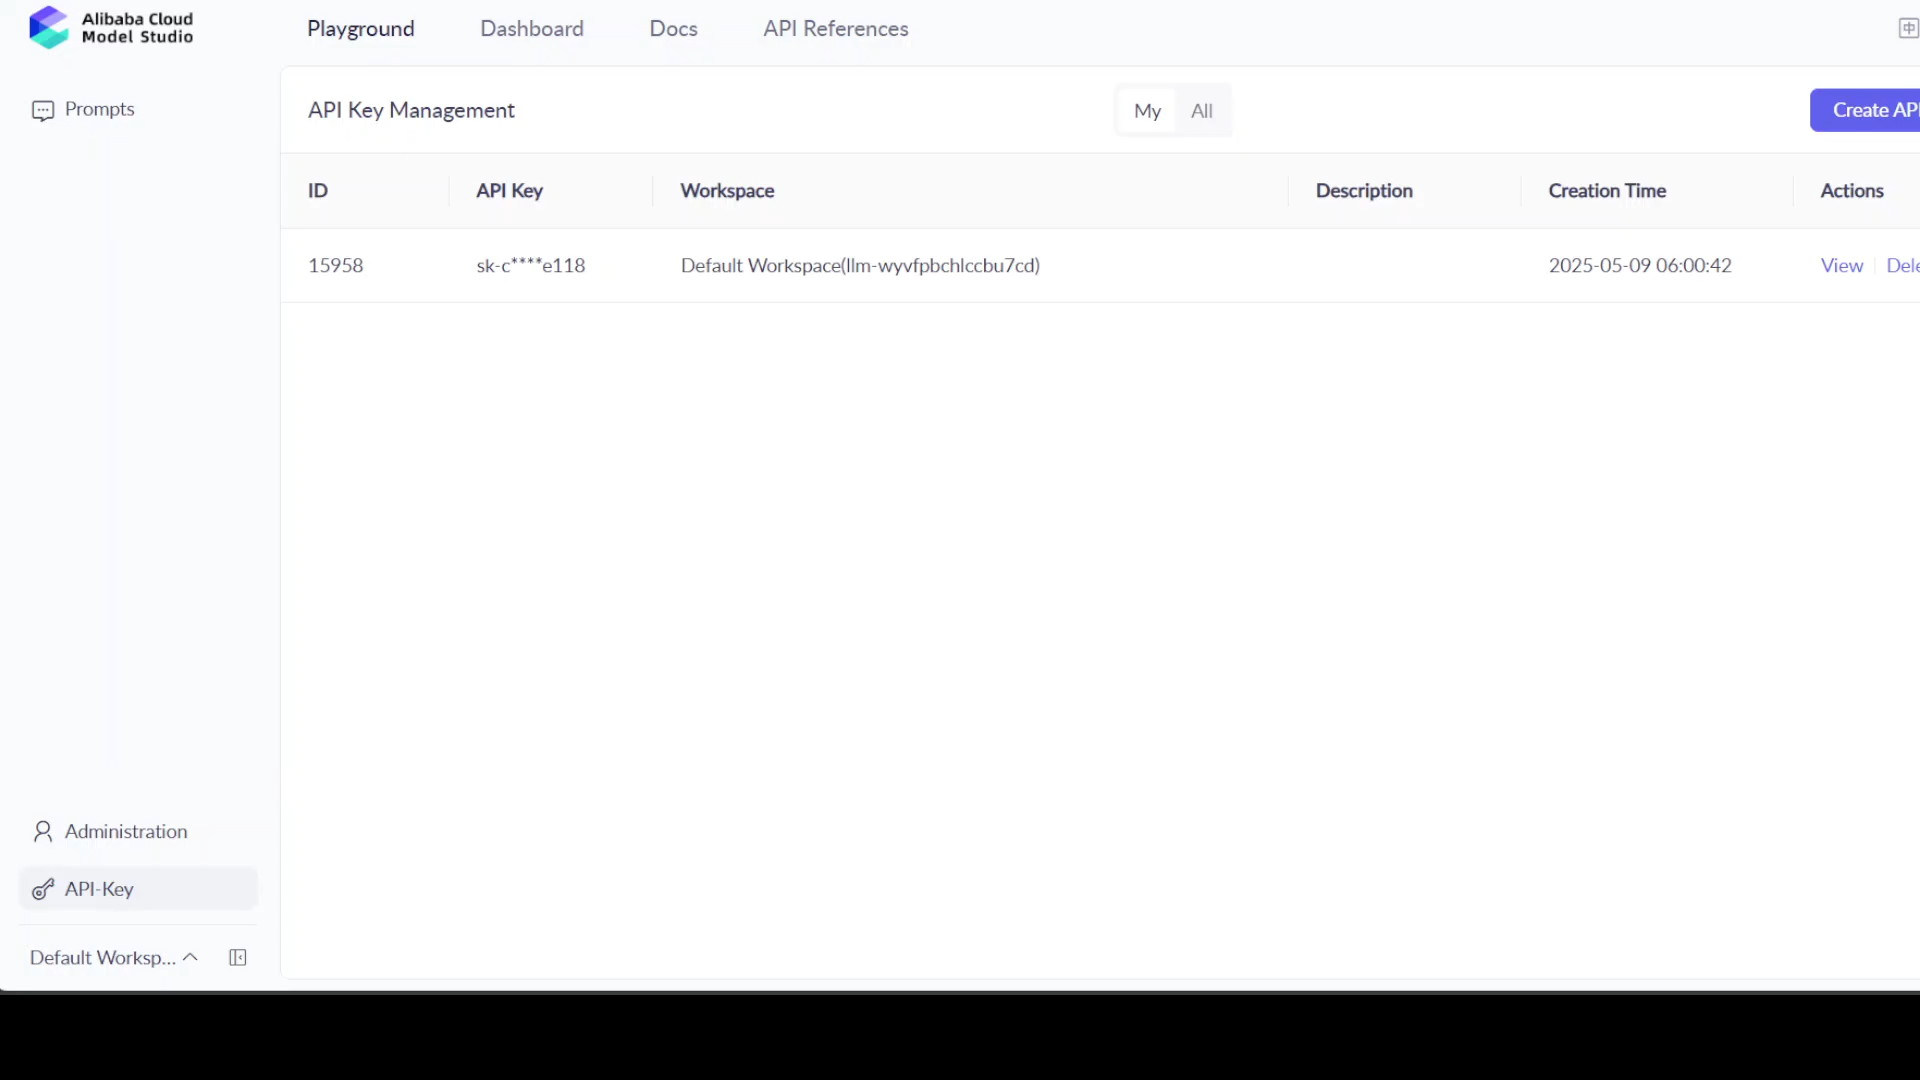 Alibaba Cloud
Model Studio
Playground
Dashboard
Docs
API References
中
Prompts
API Key Management
My
All
Create API
ID
API Key
Workspace
Description
Creation Time
Actions
15958
sk-c****e118
Default Workspace(llm-wyvfpbchlccbu7cd)
2025-05-09 06:00:42
View
Dele
Administration
API-Key
Default Worksp...